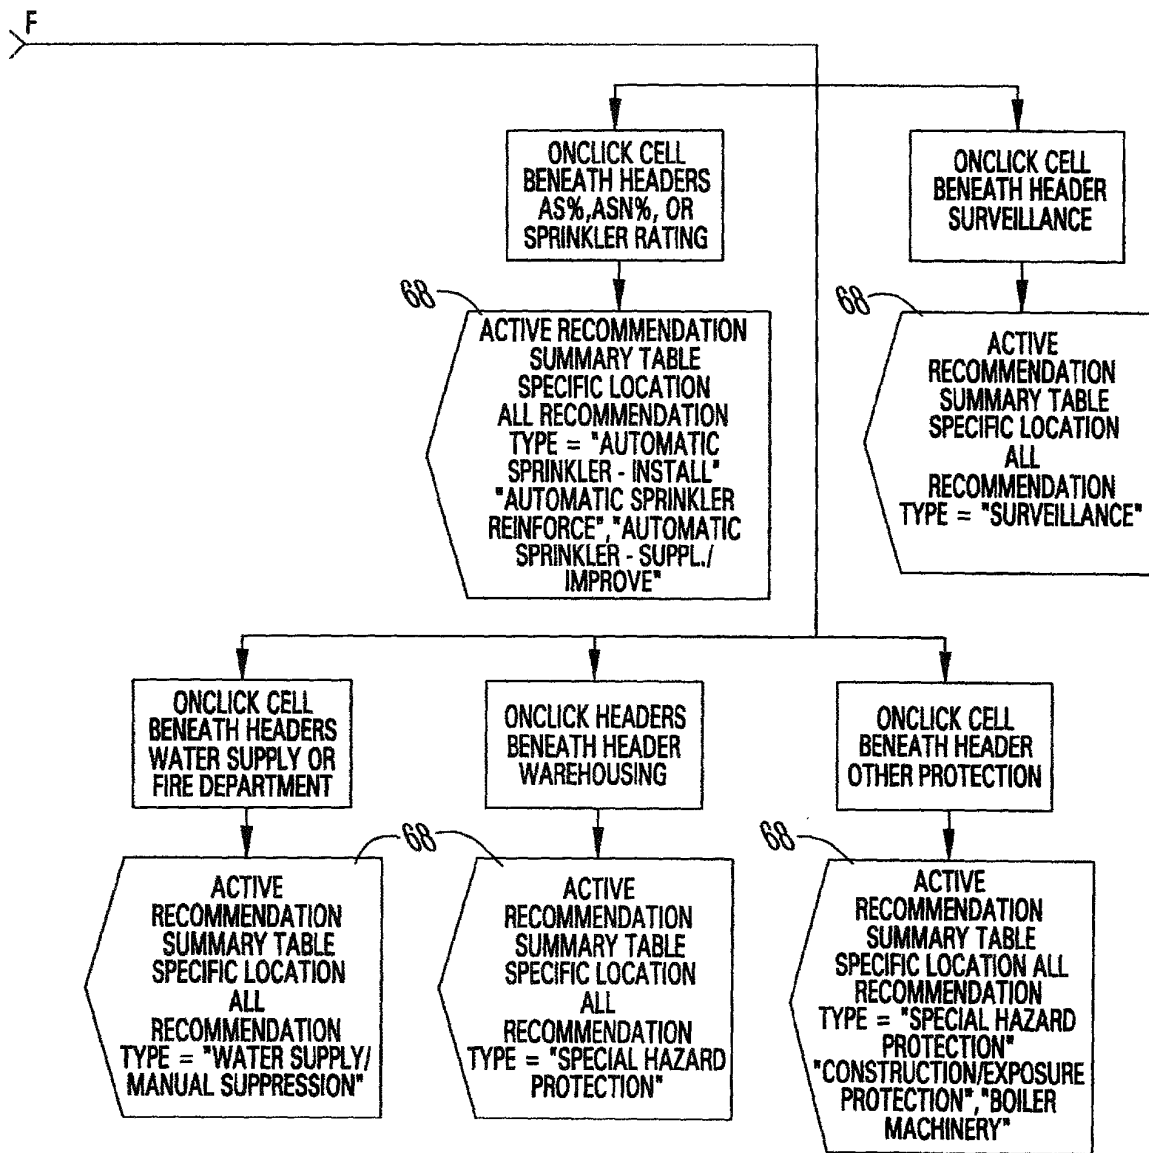 F
ONCLICK CELL
BENEATH HEADERS
AS%,ASN%, OR
SPRINKLER RATING
ONCLICK CELL
BENEATH HEADER
SURVEILLANCE
68
ACTIVE RECOMMENDATION
SUMMARY TABLE
SPECIFIC LOCATION
ALL RECOMMENDATION
TYPE = "AUTOMATIC
SPRINKLER - INSTALL"
"AUTOMATIC SPRINKLER
REINFORCE","AUTOMATIC
SPRINKLER - SUPPL./
IMPROVE"
68
ACTIVE
RECOMMENDATION
SUMMARY TABLE
SPECIFIC LOCATION
ALL
RECOMMENDATION
TYPE = "SURVEILLANCE"
ONCLICK CELL
BENEATH HEADERS
WATER SUPPLY OR
FIRE DEPARTMENT
ONCLICK HEADERS
BENEATH HEADER
WAREHOUSING
ONCLICK CELL
BENEATH HEADER
OTHER PROTECTION
68
ACTIVE
RECOMMENDATION
SUMMARY TABLE
SPECIFIC LOCATION
ALL
RECOMMENDATION
TYPE = "WATER SUPPLY/
MANUAL SUPPRESSION"
ACTIVE
RECOMMENDATION
SUMMARY TABLE
SPECIFIC LOCATION
ALL
RECOMMENDATION
TYPE = "SPECIAL HAZARD
PROTECTION"
68
ACTIVE
RECOMMENDATION
SUMMARY TABLE
SPECIFIC LOCATION ALL
RECOMMENDATION
TYPE = "SPECIAL HAZARD
PROTECTION"
"CONSTRUCTION/EXPOSURE
PROTECTION","BOILER
MACHINERY"